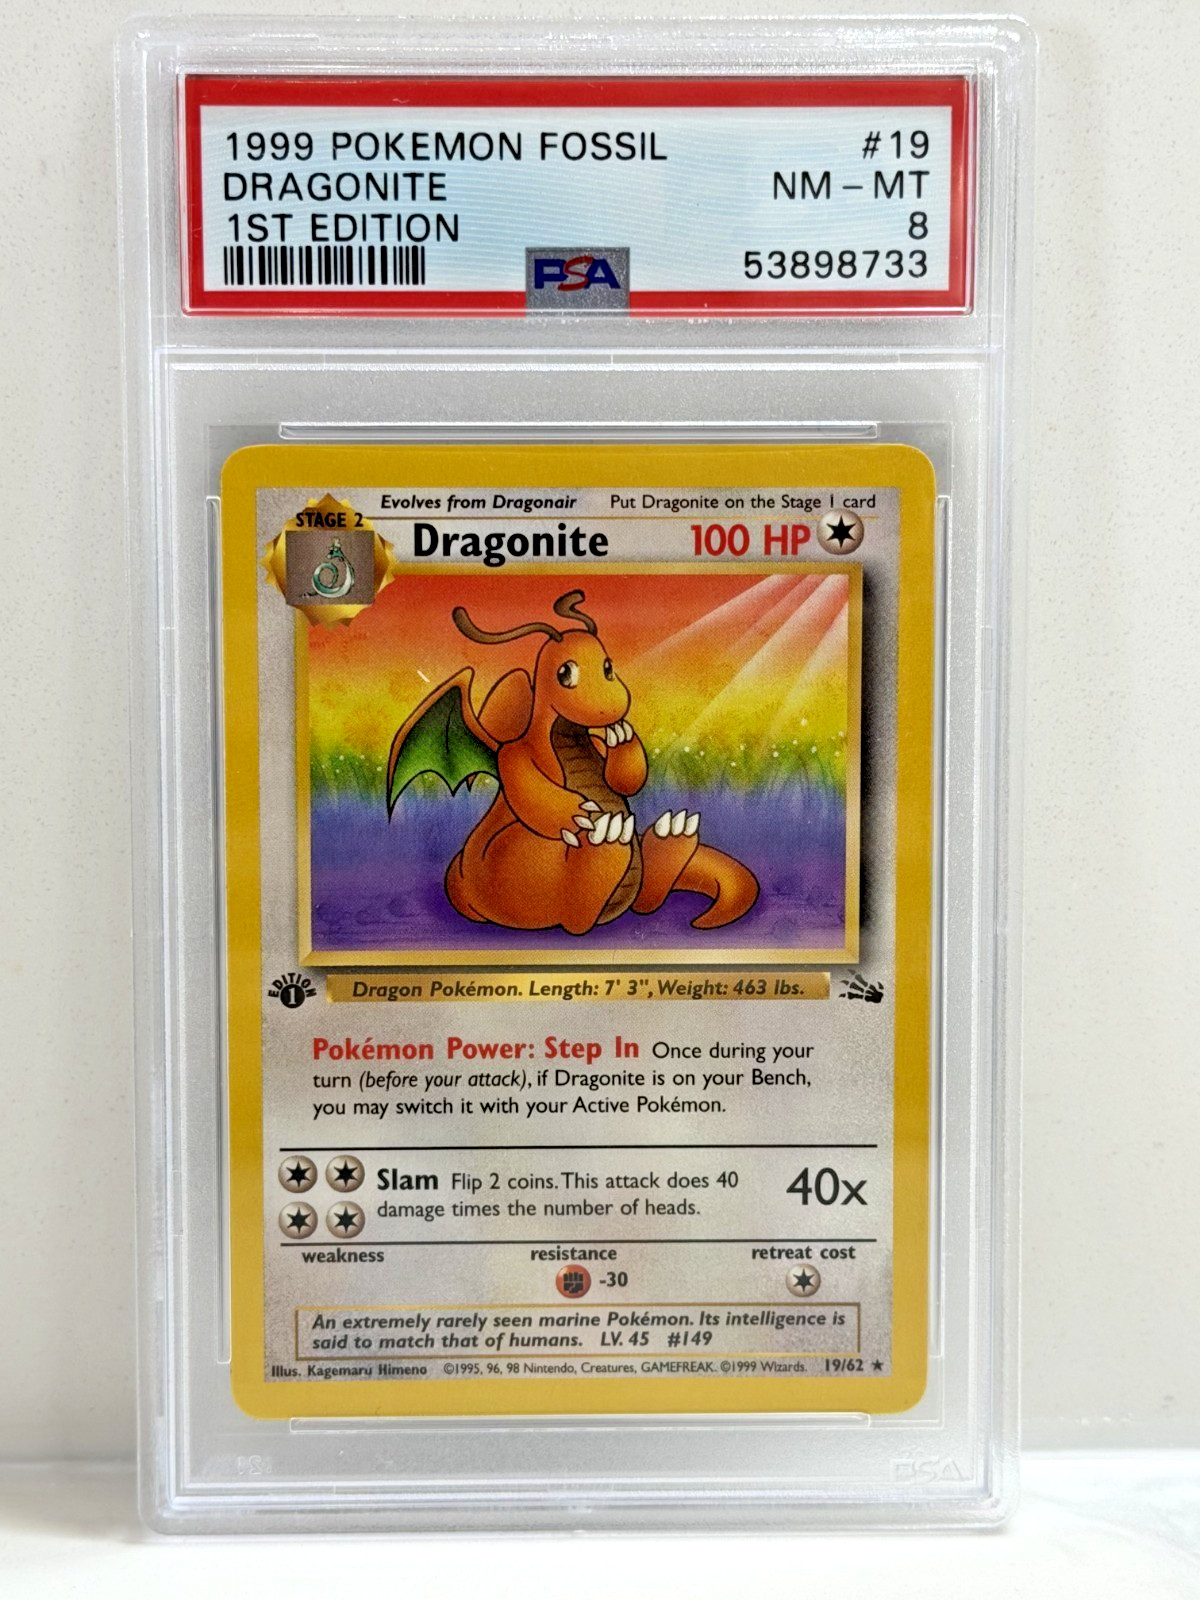 1999 POKEMON FOSSIL #19
DRAGONITE NM - MT
1ST EDITION 8
PSA 53898733
Evolves from Dragonair Put Dragonite on the Stage 1 card
STAGE 2
Dragonite 100 HP
EDITION 1
Dragon Pokémon. Length: 7' 3", Weight: 463 lbs.
Pokémon Power: Step In Once during your
turn (before your attack), if Dragonite is on your Bench,
you may switch it with your Active Pokémon.
Slam Flip 2 coins. This attack does 40
damage times the number of heads.
40x
weakness resistance retreat cost
-30
An extremely rarely seen marine Pokémon. Its intelligence is
said to match that of humans. LV. 45 #149
Illus. Kagemaru Himeno ©1995, 96, 98 Nintendo, Creatures, GAMEFREAK. ©1999 Wizards. 19/62 ★
PSA